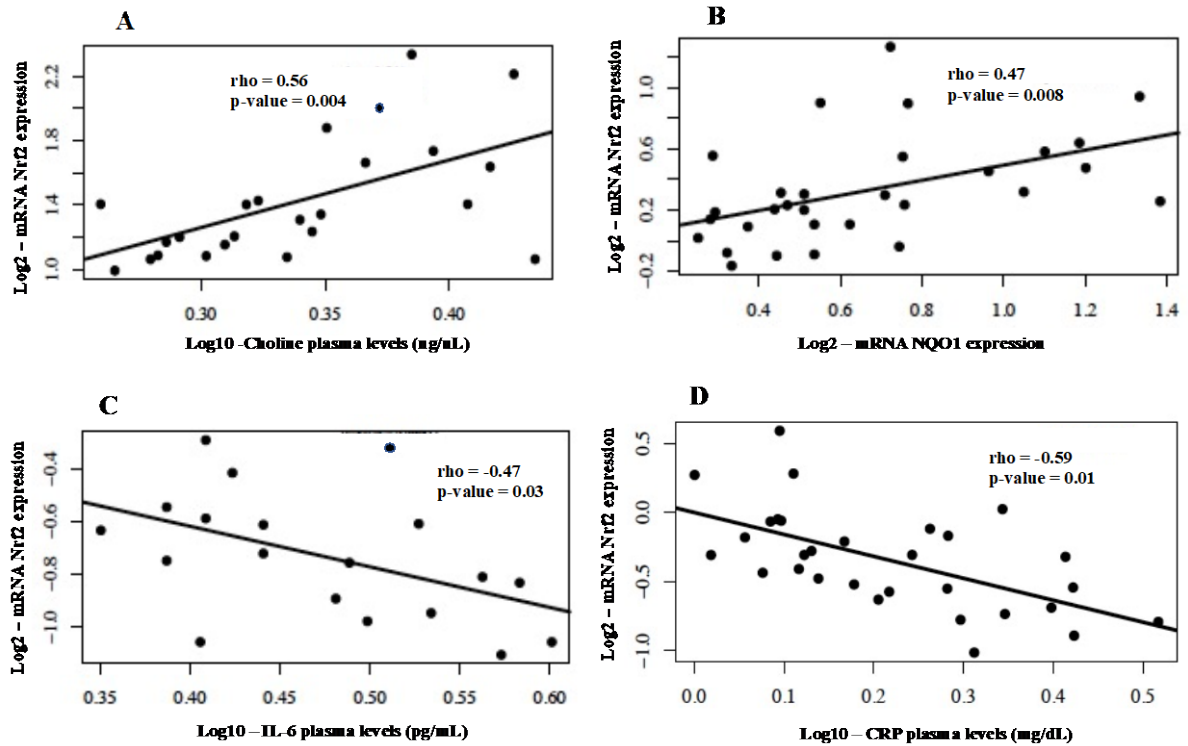 A
Log2 – mRNA Nrf2 expression
2.2
1.8
1.4
1.0
rho = 0.56
p-value = 0.004
0.30 0.35 0.40
Log10 -Choline plasma levels (ng/mL)
B
Log2 – mRNA Nrf2 expression
1.0
0.6
0.2
−0.2
rho = 0.47
p-value = 0.008
0.4 0.6 0.8 1.0 1.2 1.4
Log2 – mRNA NQO1 expression
C
Log2 – mRNA Nrf2 expression
−0.4
−0.6
−0.8
−1.0
rho = -0.47
p-value = 0.03
0.35 0.40 0.50 0.55 0.60
Log10 – IL-6 plasma levels (pg/mL)
D
Log2 – mRNA Nrf2 expression
0.5
0.0
−0.5
−1.0
rho = -0.59
p-value = 0.01
0.0 0.1 0.2 0.3 0.4 0.5
Log10 – CRP plasma levels (mg/dL)